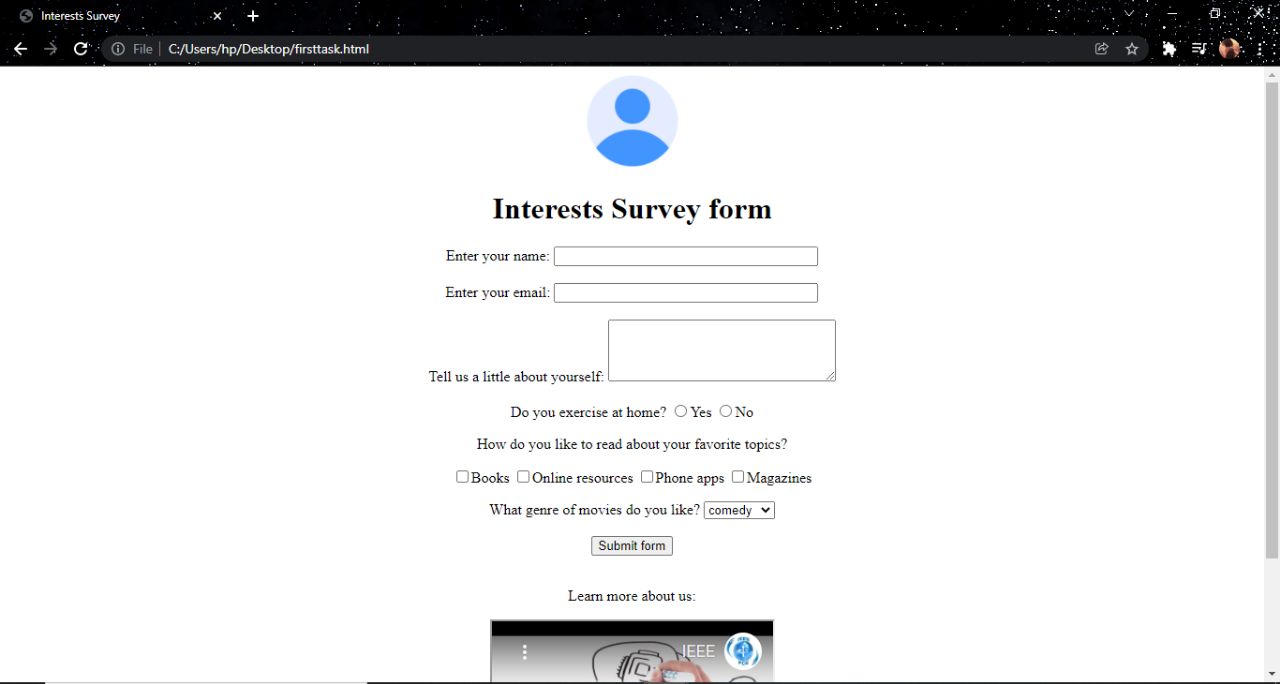 Interests Survey
File C:/Users/hp/Desktop/firsttask.html
Interests Survey form
Enter your name:
Enter your email:
Tell us a little about yourself:
Do you exercise at home? Yes No
How do you like to read about your favorite topics?
Books Online resources Phone apps Magazines
What genre of movies do you like? comedy
Submit form
Learn more about us:
IEEE